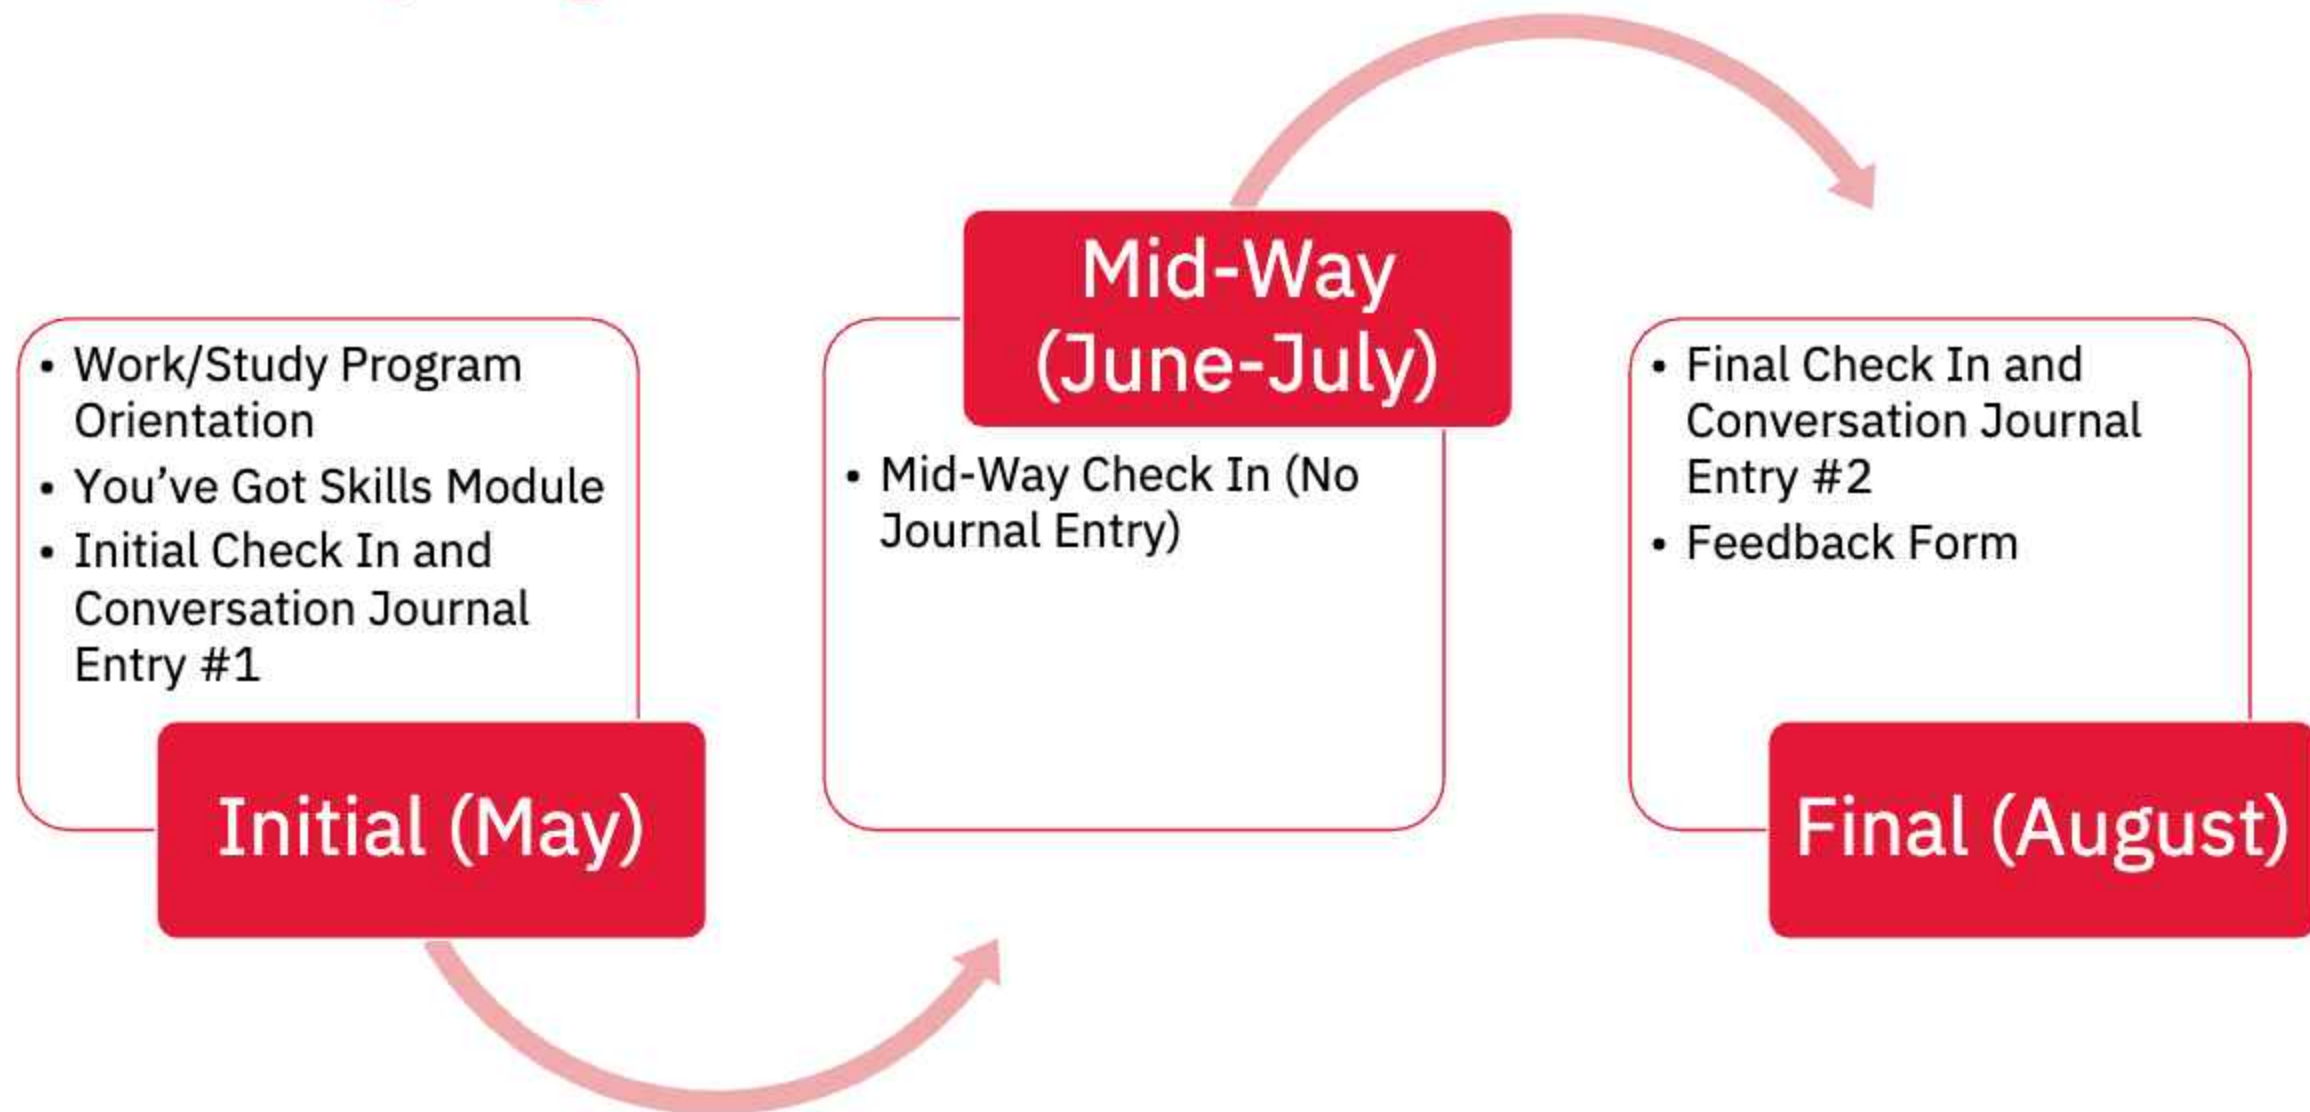 • Work/Study Program
Orientation
• You’ve Got Skills Module
• Initial Check In and
Conversation Journal
Entry #1
Initial (May)
Mid-Way
(June-July)
• Mid-Way Check In (No
Journal Entry)
• Final Check In and
Conversation Journal
Entry #2
• Feedback Form
Final (August)